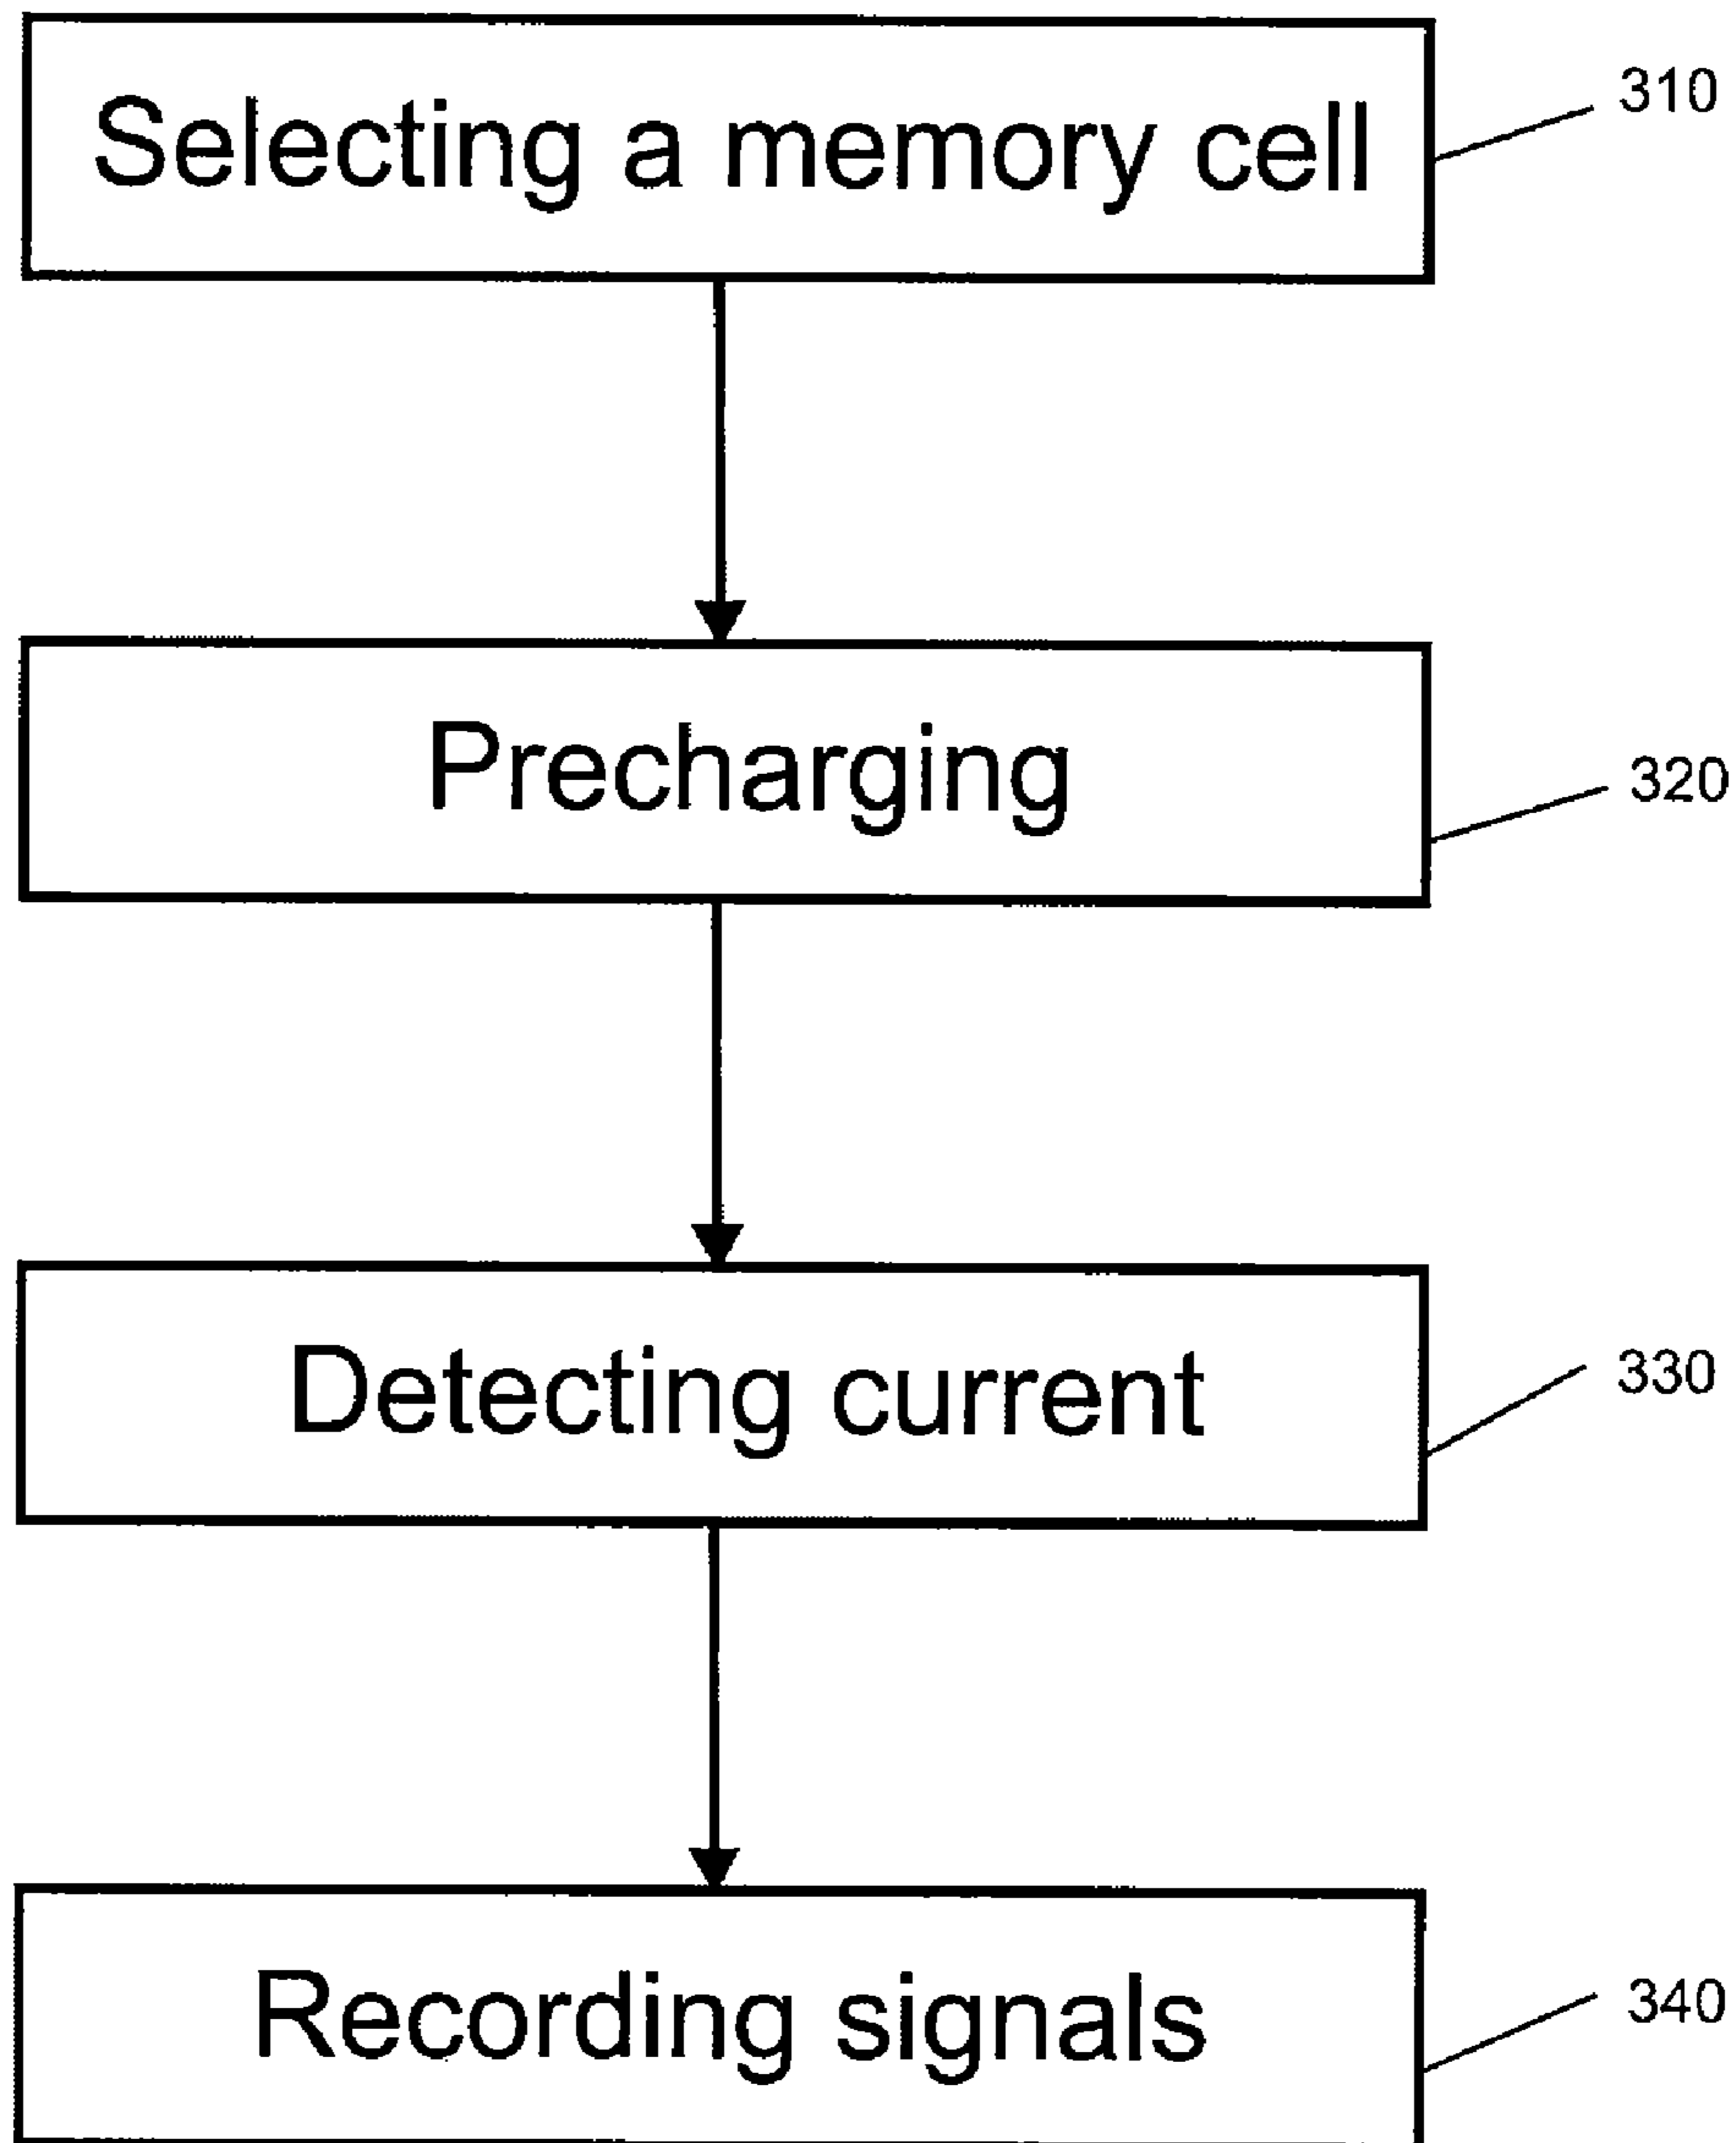 Selecting a memory cell
310
Precharging
320
Detecting current
330
Recording signals
340